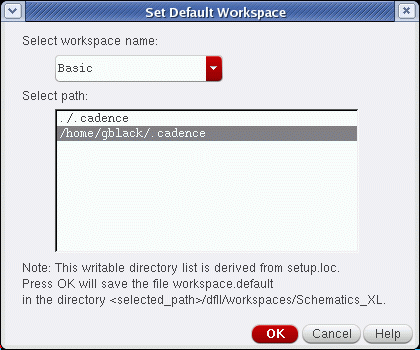 Set Default Workspace
Select workspace name:
Basic
Select path:
./.cadence
/home/gblack/.cadence
Note: This writable directory list is derived from setup.loc.
Press OK will save the file workspace.default
in the directory <selected_path>/dfII/workspaces/Schematics_XL.
OK Cancel Help